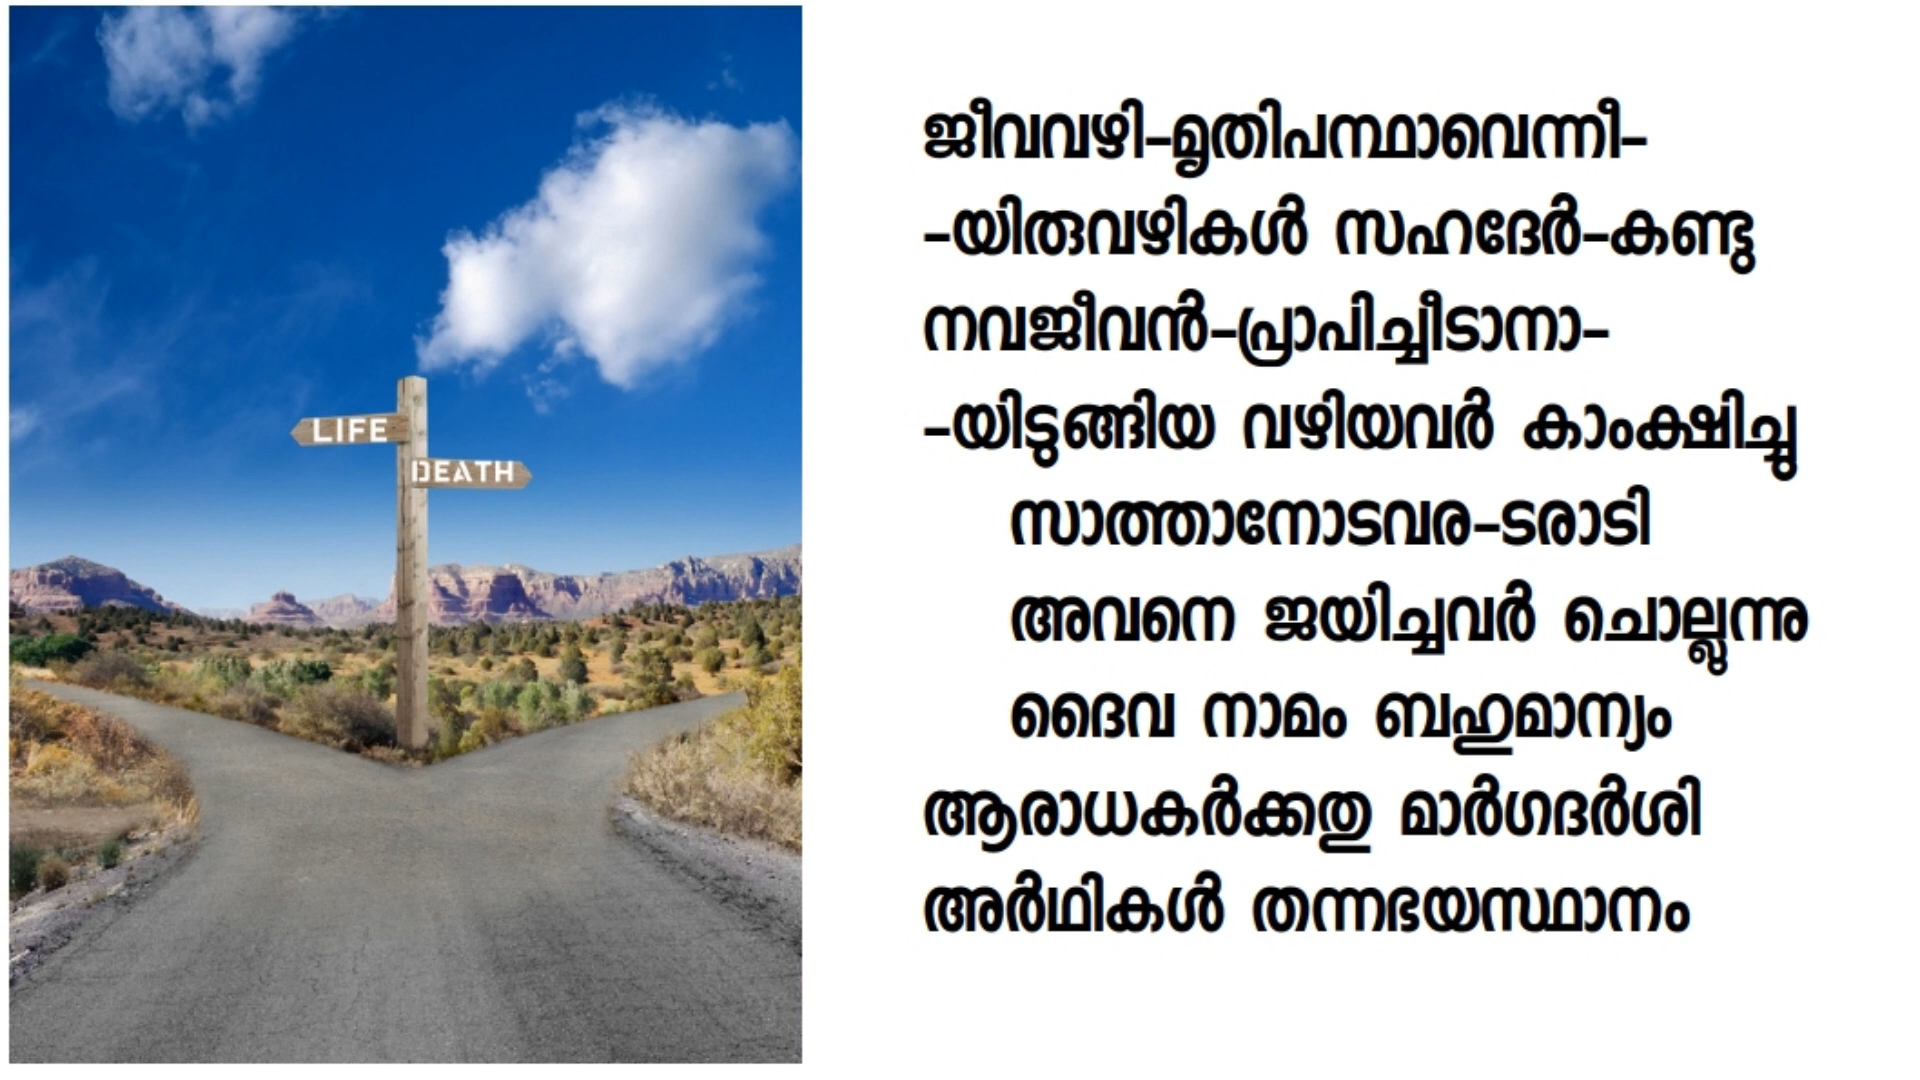 LIFE
DEATH
ജീവവഴി-മൃതിപന്ഥാവെന്നീ-
-യിരുവഴികൾ സഹദേർ-കണ്ടു
നവജീവൻ-പ്രാപിച്ചീടാനാ-
-യിടുങ്ങിയ വഴിയവർ കാംക്ഷിച്ചു
സാത്താനോടവര-ടരാടി
അവനെ ജയിച്ചവർ ചൊല്ലുന്നു
ദൈവ നാമം ബഹുമാന്യം
ആരാധകർക്കതു മാർഗദർശി
അർഥികൾ തന്നഭയസ്ഥാനം